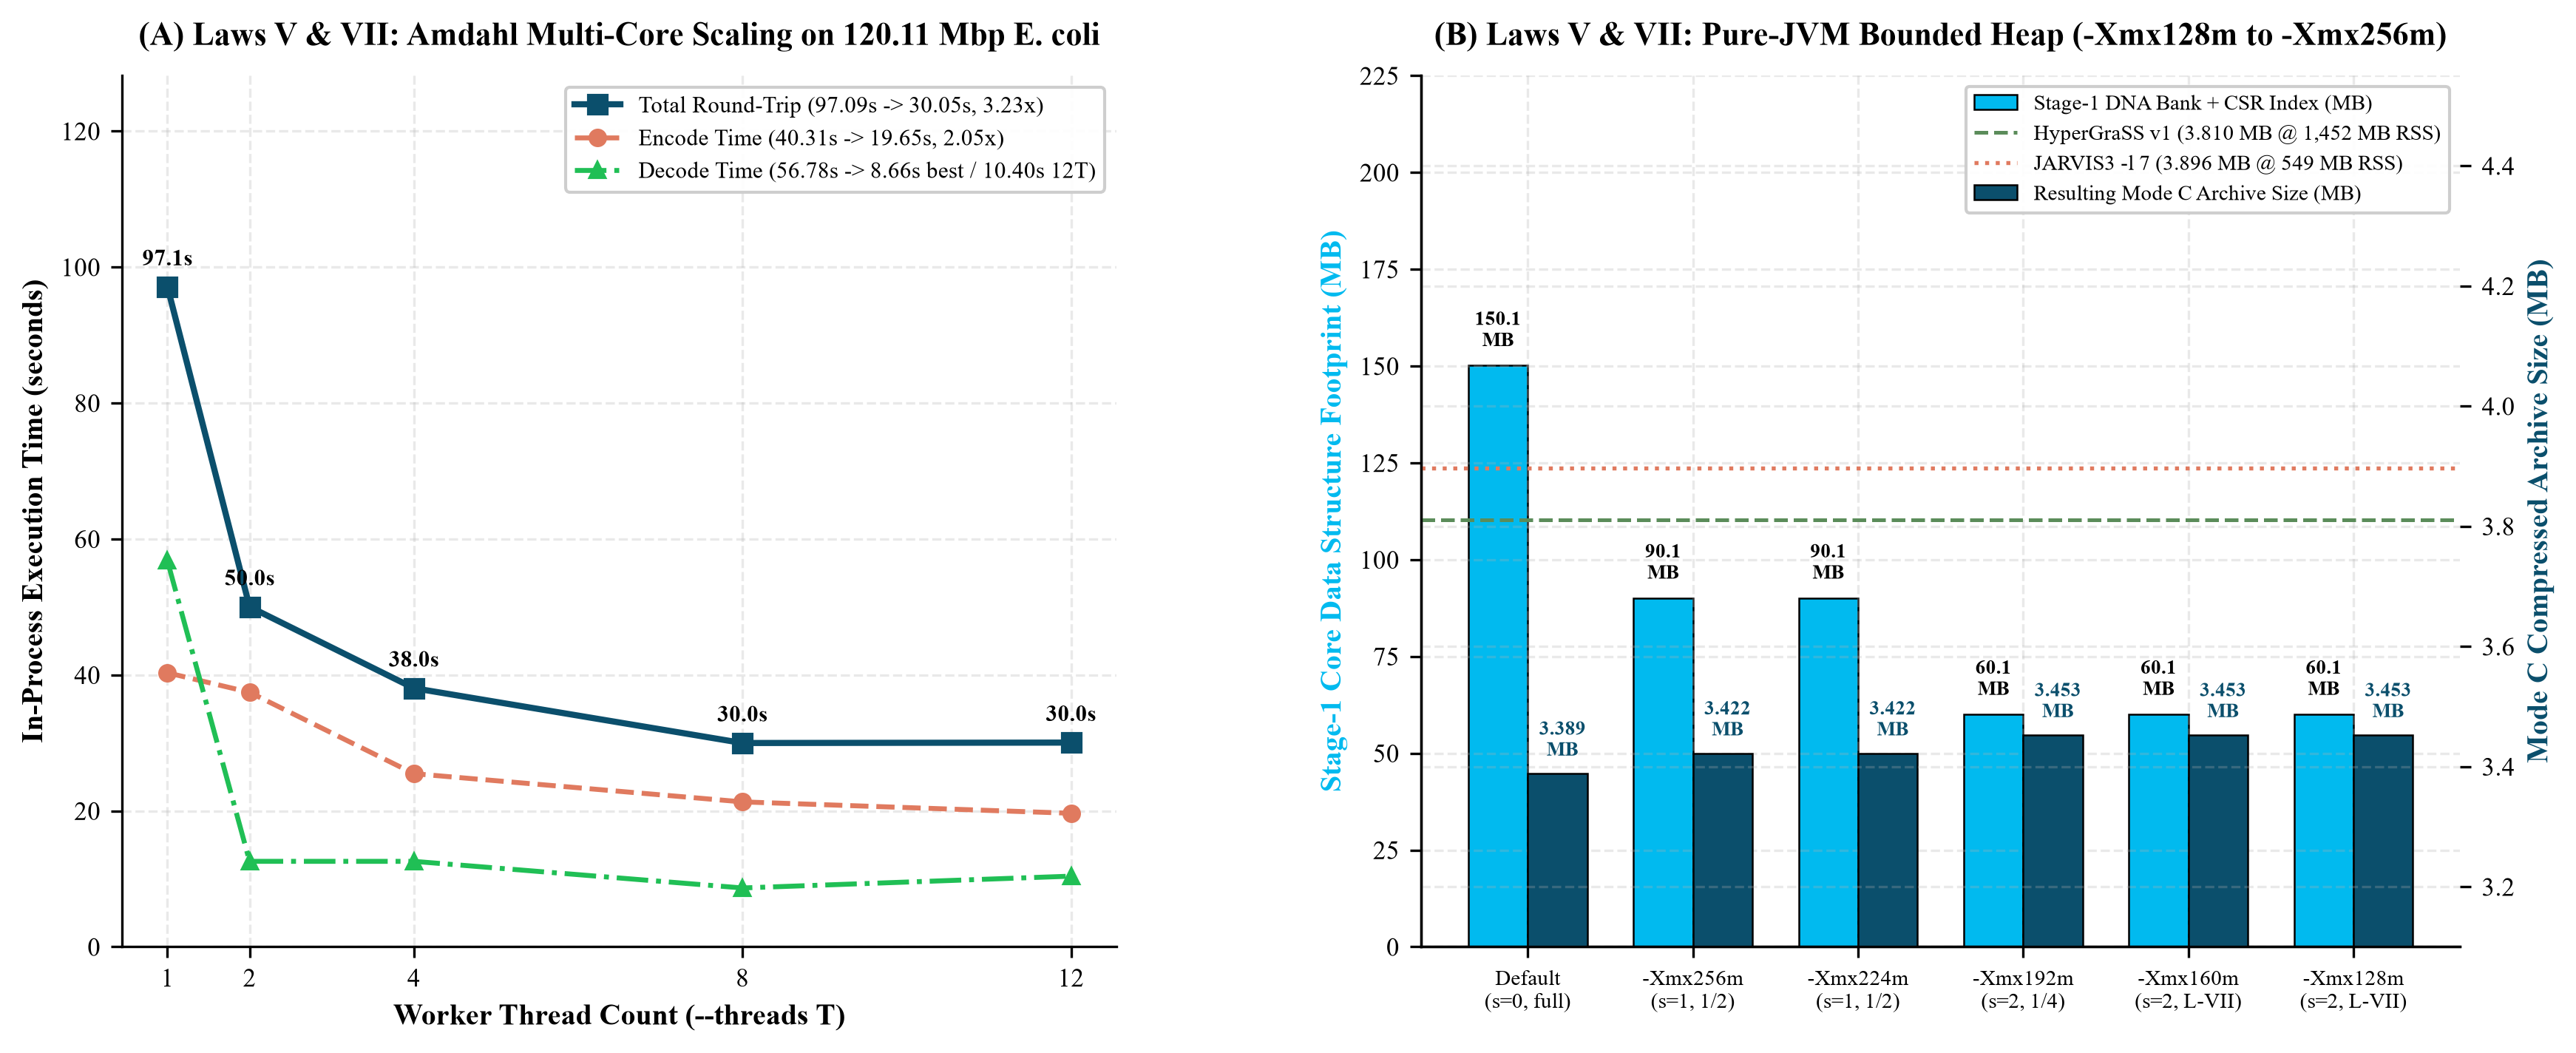 (A) Laws V & VII: Amdahl Multi-Core Scaling on 120.11 Mbp E. coli
In-Process Execution Time (seconds)
120
100
80
60
40
20
0
Total Round-Trip (97.09s -> 30.05s, 3.23x)
Encode Time (40.31s -> 19.65s, 2.05x)
Decode Time (56.78s -> 8.66s best / 10.40s 12T)
97.1s
50.0s
38.0s
30.0s
30.0s
1
2
4
8
12
Worker Thread Count (--threads T)
(B) Laws V & VII: Pure-JVM Bounded Heap (-Xmx128m to -Xmx256m)
Stage-1 Core Data Structure Footprint (MB)
225
200
175
150
125
100
75
50
25
0
Stage-1 DNA Bank + CSR Index (MB)
HyperGraSS v1 (3.810 MB @ 1,452 MB RSS)
JARVIS3 -l 7 (3.896 MB @ 549 MB RSS)
Resulting Mode C Archive Size (MB)
150.1
MB
3.389
MB
90.1
MB
3.422
MB
90.1
MB
3.422
MB
60.1
MB
3.453
MB
60.1
MB
3.453
MB
60.1
MB
3.453
MB
4.4
4.2
4.0
3.8
3.6
3.4
3.2
Mode C Compressed Archive Size (MB)
Default
(s=0, full)
-Xmx256m
(s=1, 1/2)
-Xmx224m
(s=1, 1/2)
-Xmx192m
(s=2, 1/4)
-Xmx160m
(s=2, L-VII)
-Xmx128m
(s=2, L-VII)